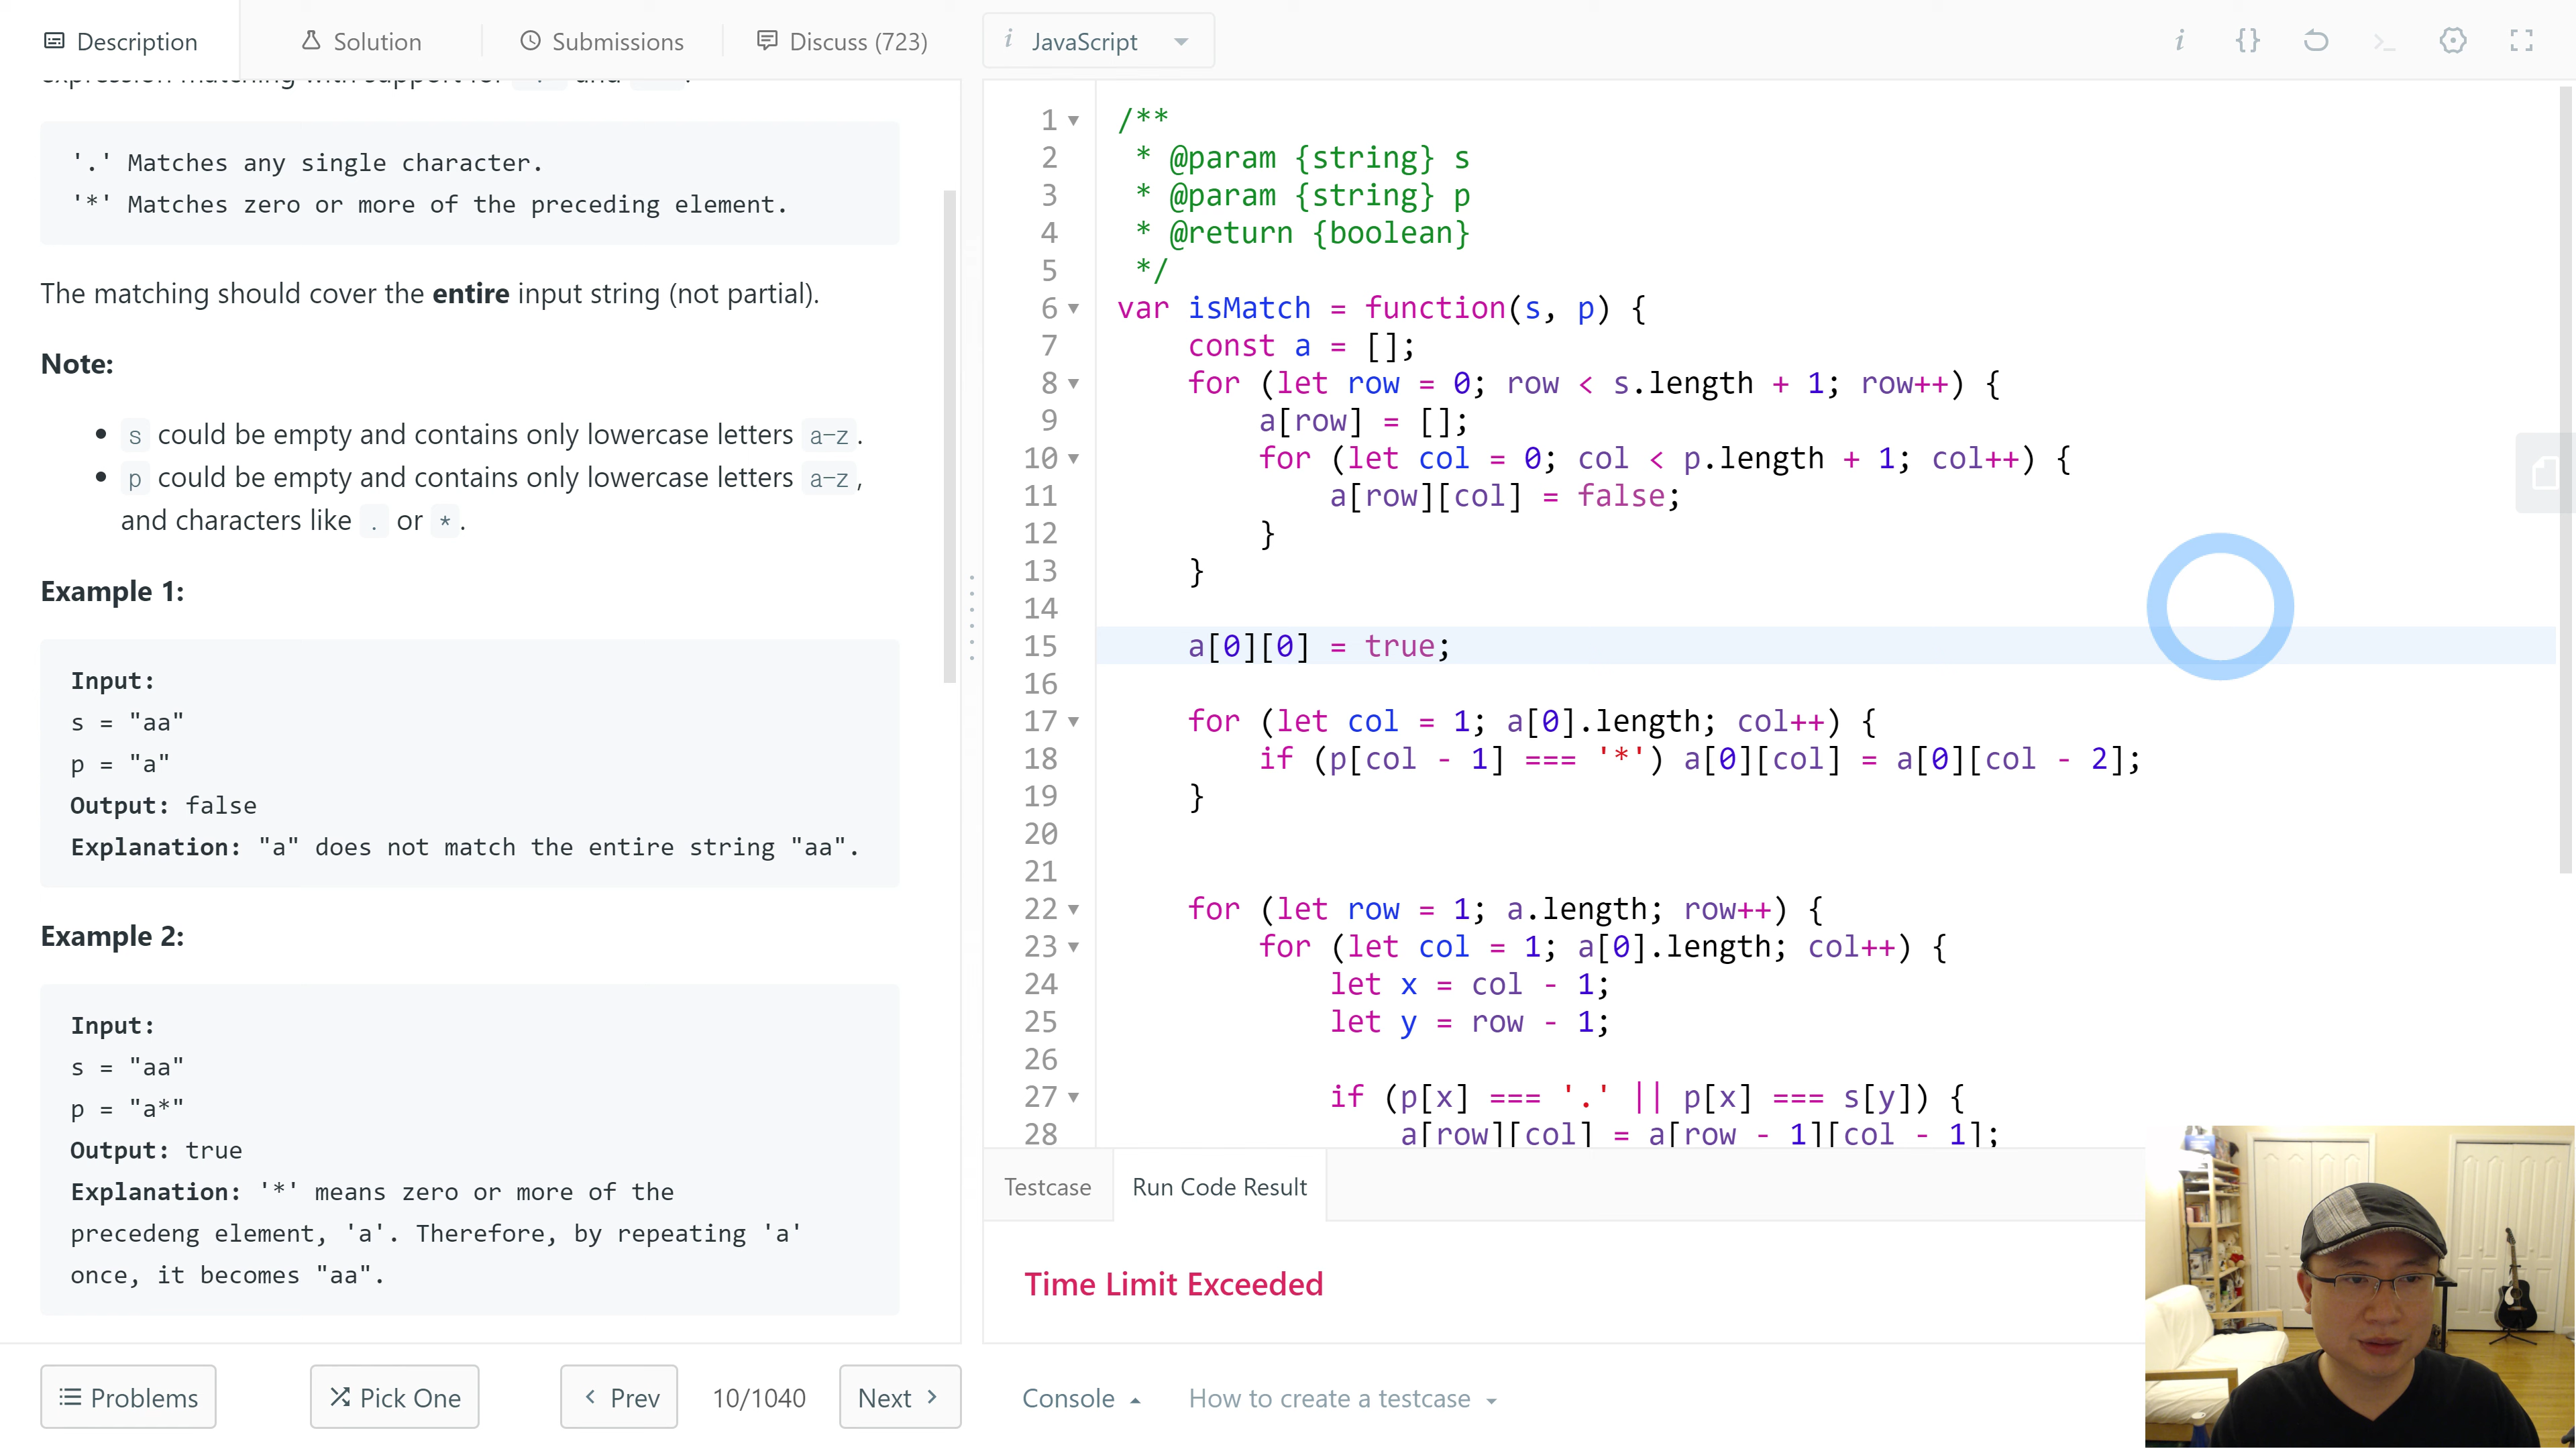 Description
Solution
Submissions
Discuss (723)
expression matching with support for '.' and '*'.
'.' Matches any single character.
'*' Matches zero or more of the preceding element.
The matching should cover the entire input string (not partial).
Note:
s could be empty and contains only lowercase letters a-z.
p could be empty and contains only lowercase letters a-z,
and characters like . or *.
Example 1:
Input:
s = "aa"
p = "a"
Output: false
Explanation: "a" does not match the entire string "aa".
Example 2:
Input:
s = "aa"
p = "a*"
Output: true
Explanation: '*' means zero or more of the
precedeng element, 'a'. Therefore, by repeating 'a'
once, it becomes "aa".
Problems
Pick One
Prev
10/1040
Next
i JavaScript
i {}
1 /**
2 * @param {string} s
3 * @param {string} p
4 * @return {boolean}
5 */
6 var isMatch = function(s, p) {
7 const a = [];
8 for (let row = 0; row < s.length + 1; row++) {
9 a[row] = [];
10 for (let col = 0; col < p.length + 1; col++) {
11 a[row][col] = false;
12 }
13 }
14
15 a[0][0] = true;
16
17 for (let col = 1; a[0].length; col++) {
18 if (p[col - 1] === '*') a[0][col] = a[0][col - 2];
19 }
20
21
22 for (let row = 1; a.length; row++) {
23 for (let col = 1; a[0].length; col++) {
24 let x = col - 1;
25 let y = row - 1;
26
27 if (p[x] === '.' || p[x] === s[y]) {
28 a[row][col] = a[row - 1][col - 1];
Testcase
Run Code Result
Time Limit Exceeded
Console
How to create a testcase